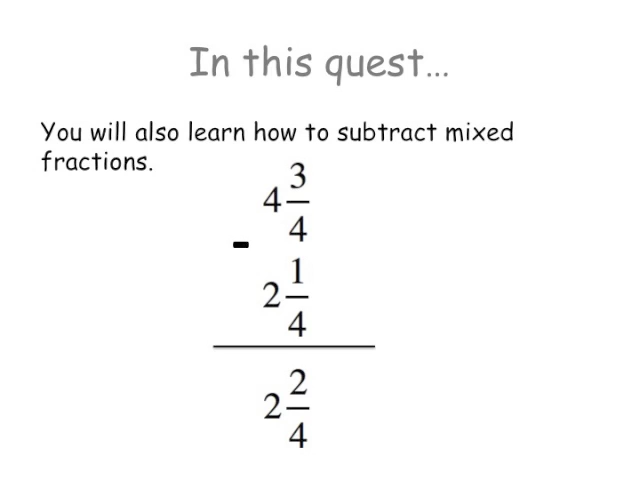 In this quest...
You will also learn how to subtract mixed
fractions.
4 3/4
-
2 1/4
2 2/4